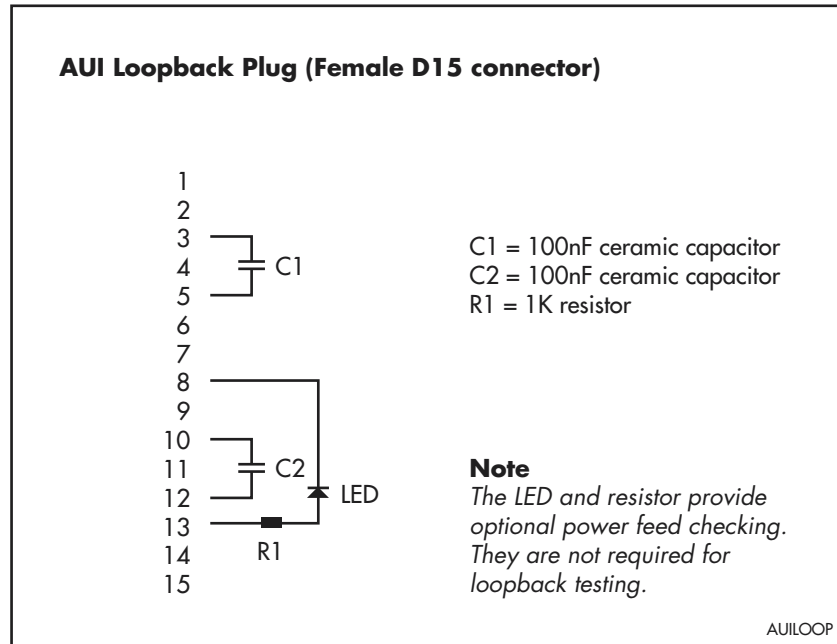 AUI Loopback Plug (Female D15 connector)
1
2
3
4
C1
5
6
7
8
9
10
11
C2
12
LED
13
R1
14
15
C1 = 100nF ceramic capacitor
C2 = 100nF ceramic capacitor
R1 = 1K resistor
Note
The LED and resistor provide
optional power feed checking.
They are not required for
loopback testing.
AUILOOP